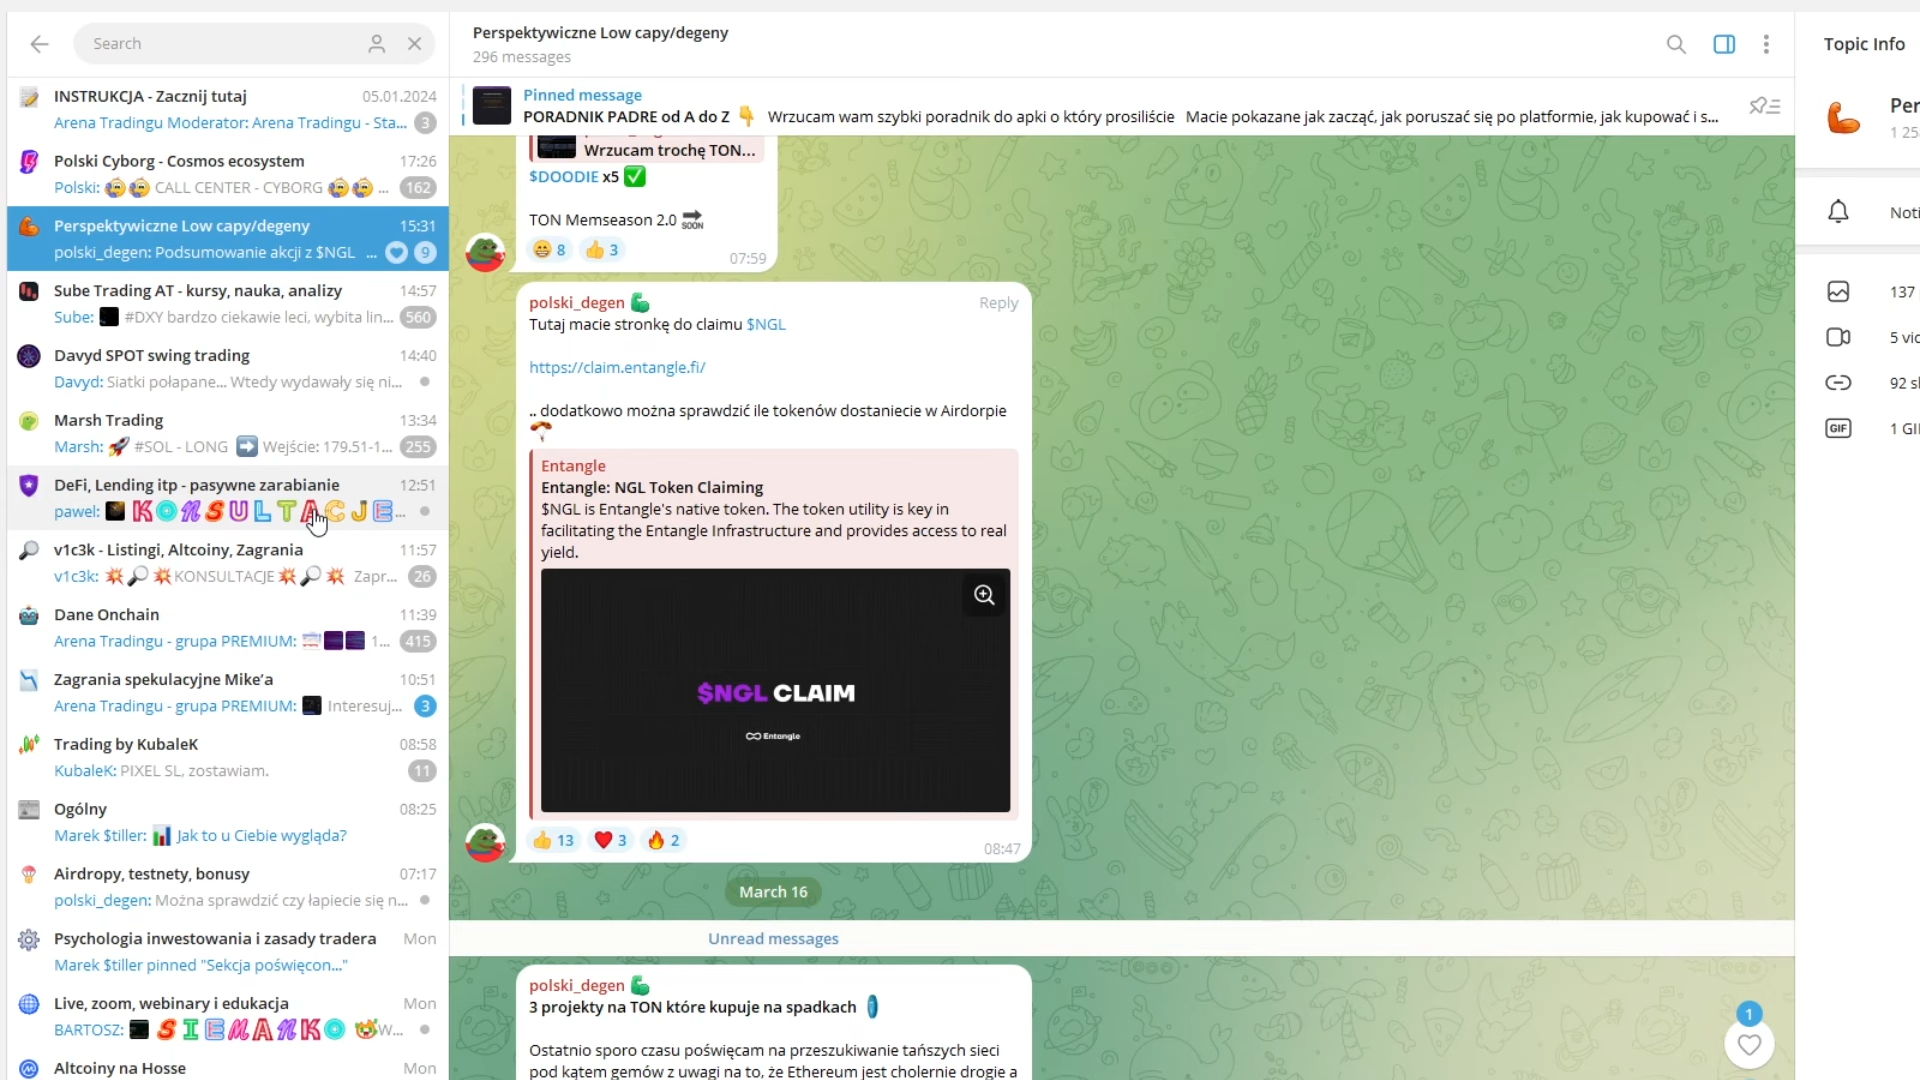 Search
INSTRUKCJA - Zacznij tutaj 05.01.2024
Arena Tradingu Moderator: Arena Tradingu - Sta... 3
Polski Cyborg - Cosmos ecosystem 17:26
Polski: CALL CENTER - CYBORG ... 162
Perspektywiczne Low capy/degeny 15:31
polski_degen: Podsumowanie akcji z $NGL ... 9
Sube Trading AT - kursy, nauka, analizy 14:57
Sube: #DXY bardzo ciekawie leci, wybita lin... 560
Davyd SPOT swing trading 14:40
Davyd: Siatki połapane... Wtedy wydawały się ni...
Marsh Trading 13:34
Marsh: #SOL - LONG Wejście: 179.51-1... 255
DeFi, Lending itp - pasywne zarabianie 12:51
pawel: KONSULTACJE...
v1c3k - Listingi, Altcoiny, Zagrania 11:57
v1c3k: KONSULTACJE Zapr... 26
Dane Onchain 11:39
Arena Tradingu - grupa PREMIUM: 1... 415
Zagrania spekulacyjne Mike'a 10:51
Arena Tradingu - grupa PREMIUM: Interesuj... 3
Trading by KubaleK 08:58
KubaleK: PIXEL SL, zostawiam. 11
Ogólny 08:25
Marek $tiller: Jak to u Ciebie wygląda?
Airdropy, testnety, bonusy 07:17
polski_degen: Można sprawdzić czy łapiecie się n...
Psychologia inwestowania i zasady tradera Mon
Marek $tiller pinned "Sekcja poświęcon..."
Live, zoom, webinary i edukacja Mon
BARTOSZ: SIEMANKO W...
Altcoiny na Hosse Mon
Perspektywiczne Low capy/degeny
296 messages
Pinned message
PORADNIK PADRE od A do Z Wrzucam wam szybki poradnik do apki o który prosiliście Macie pokazane jak zacząć, jak poruszać się po platformie, jak kupować i s...
Wrzucam trochę TON...
$DOODIE x5
TON Memseason 2.0 SOON
8 3
07:59
polski_degen Reply
Tutaj macie stronkę do claimu $NGL
https://claim.entangle.fi/
.. dodatkowo można sprawdzić ile tokenów dostaniecie w Airdorpie
Entangle
Entangle: NGL Token Claiming
$NGL is Entangle's native token. The token utility is key in
facilitating the Entangle Infrastructure and provides access to real
yield.
$NGL CLAIM
Entangle
13 3 2
08:47
March 16
Unread messages
polski_degen
3 projekty na TON które kupuje na spadkach
Ostatnio sporo czasu poświęcam na przeszukiwanie tańszych sieci
pod kątem gemów z uwagi na to, że Ethereum jest cholernie drogie a
1
Topic Info
Per
1 25
Noti
137
5 vic
92 sl
GIF 1 GI